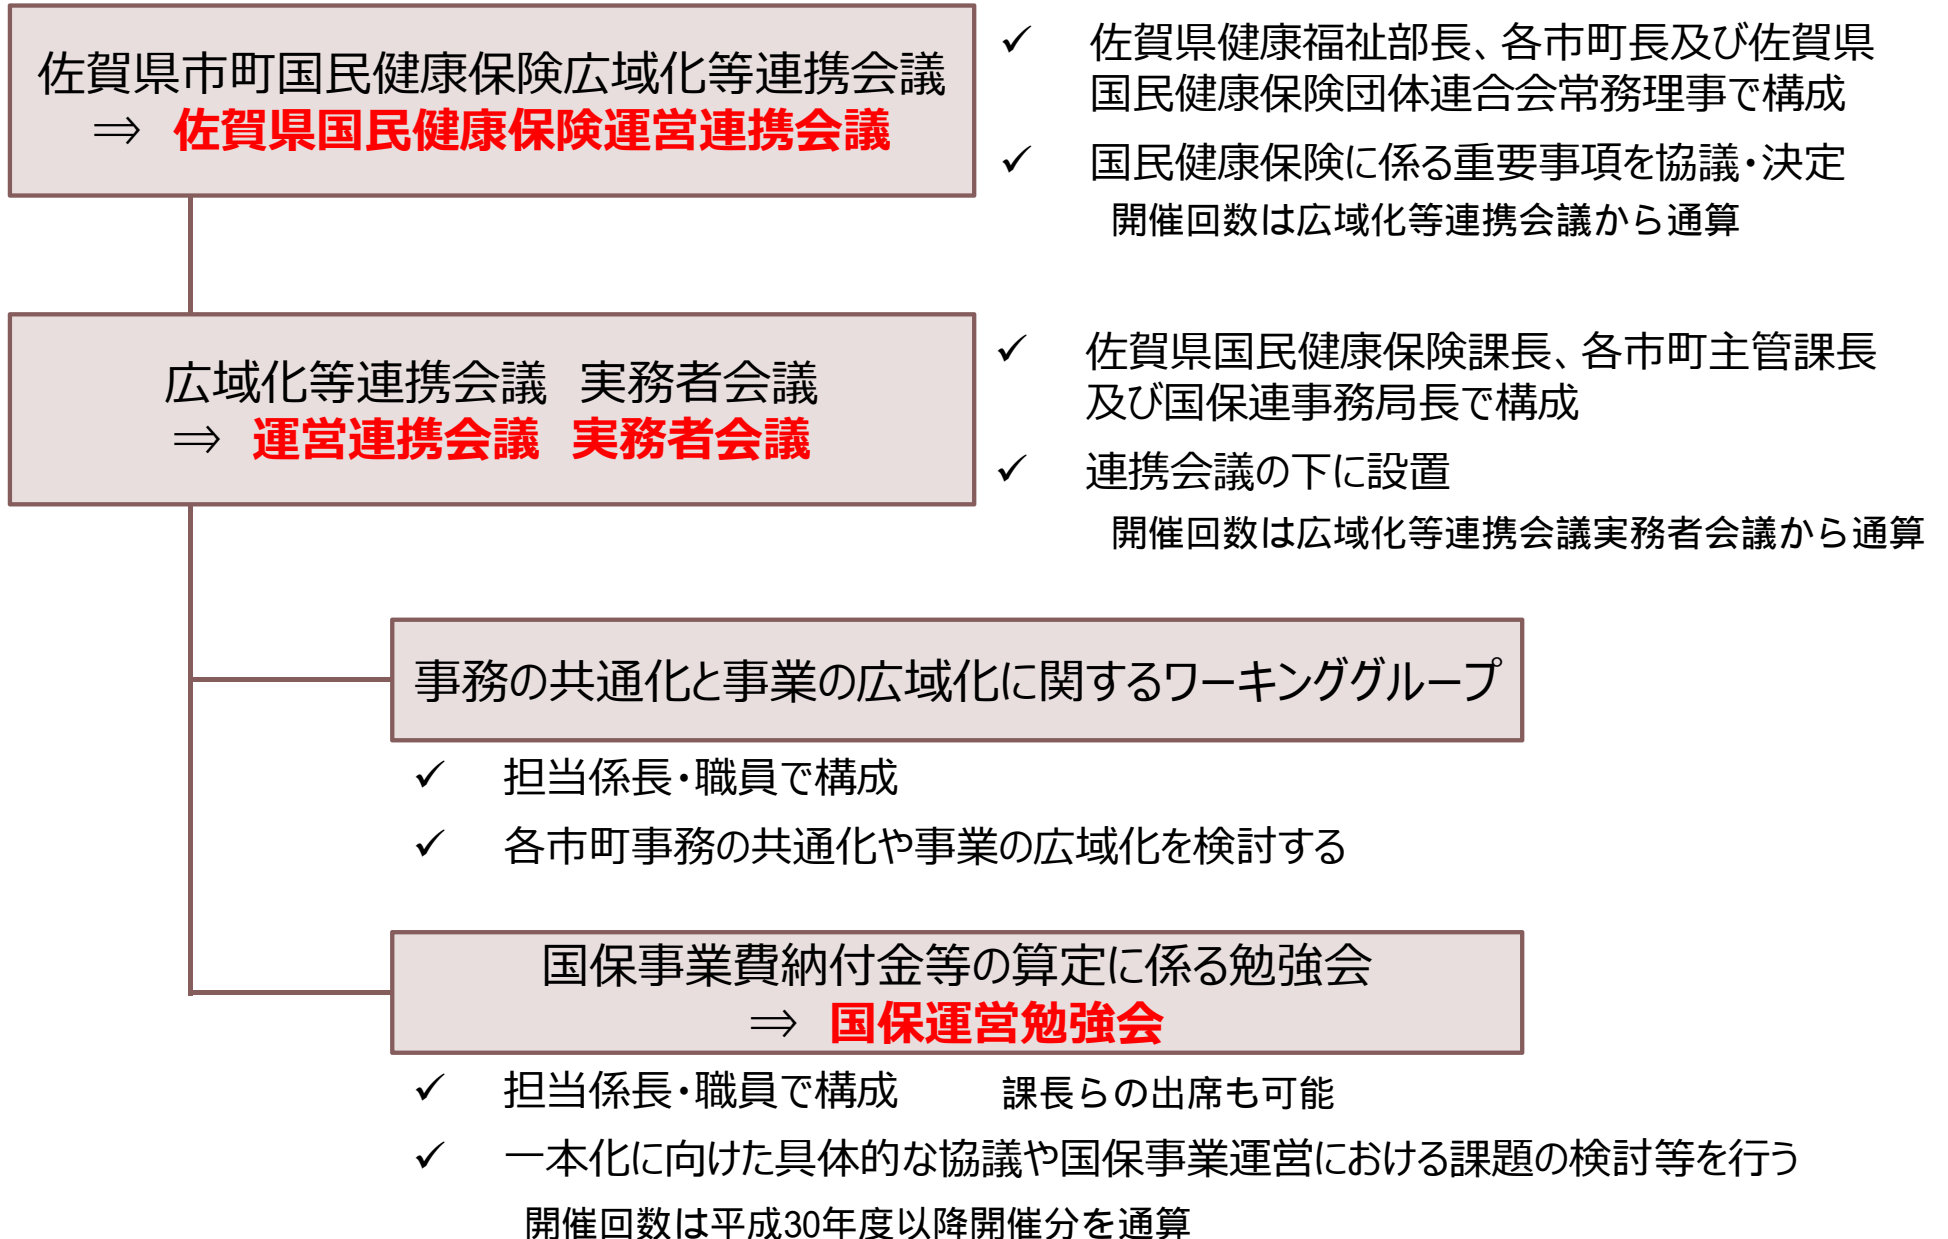 佐賀県市町国民健康保険広域化等連携会議
⇒ 佐賀県国民健康保険運営連携会議
✓ 佐賀県健康福祉部長、各市町長及び佐賀県
国民健康保険団体連合会常務理事で構成
✓ 国民健康保険に係る重要事項を協議・決定
開催回数は広域化等連携会議から通算
広域化等連携会議 実務者会議
⇒ 運営連携会議 実務者会議
✓ 佐賀県国民健康保険課長、各市町主管課長
及び国保連事務局長で構成
✓ 連携会議の下に設置
開催回数は広域化等連携会議実務者会議から通算
事務の共通化と事業の広域化に関するワーキンググループ
✓ 担当係長・職員で構成
✓ 各市町事務の共通化や事業の広域化を検討する
国保事業費納付金等の算定に係る勉強会
⇒ 国保運営勉強会
✓ 担当係長・職員で構成 課長らの出席も可能
✓ 一本化に向けた具体的な協議や国保事業運営における課題の検討等を行う
開催回数は平成30年度以降開催分を通算